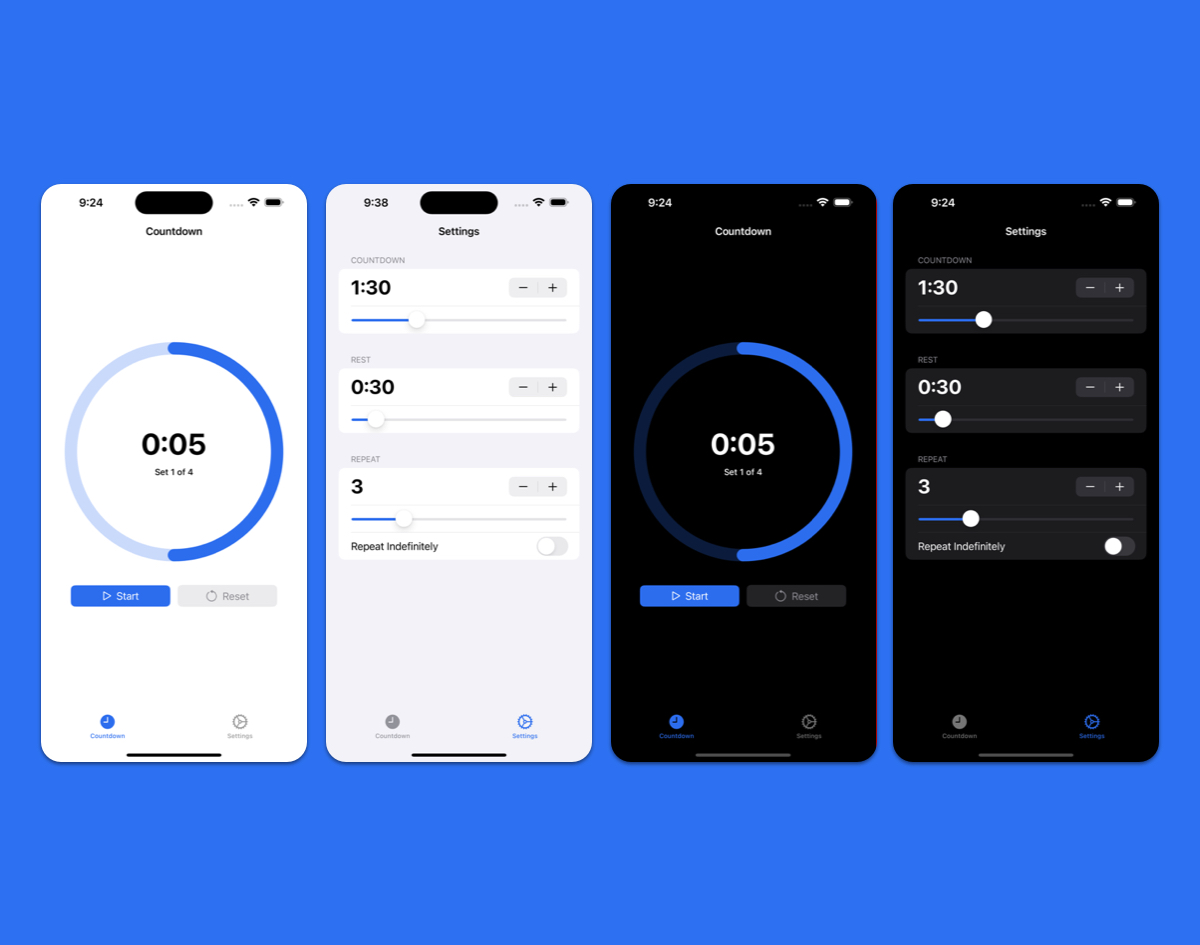 9:24
Countdown
0:05
Set 1 of 4
Start
Reset
Countdown
Settings
9:38
Settings
COUNTDOWN
1:30
− +
REST
0:30
− +
REPEAT
3
− +
Repeat Indefinitely
Countdown
Settings
9:24
Countdown
0:05
Set 1 of 4
Start
Reset
Countdown
Settings
9:24
Settings
COUNTDOWN
1:30
− +
REST
0:30
− +
REPEAT
3
− +
Repeat Indefinitely
Countdown
Settings